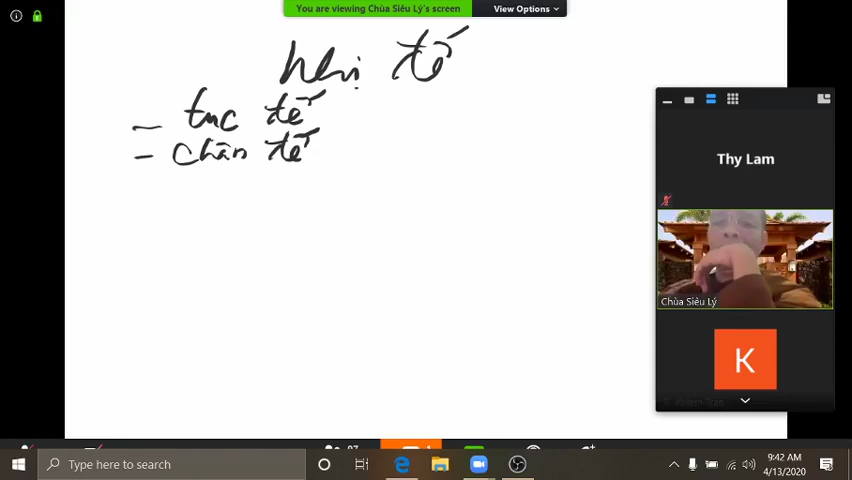 You are viewing Chùa Siêu Lý's screen
View Options
Nhị đế
- tục đế
- chân đế
Thy Lam
Chùa Siêu Lý
K
97
Type here to search
9:42 AM
4/13/2020